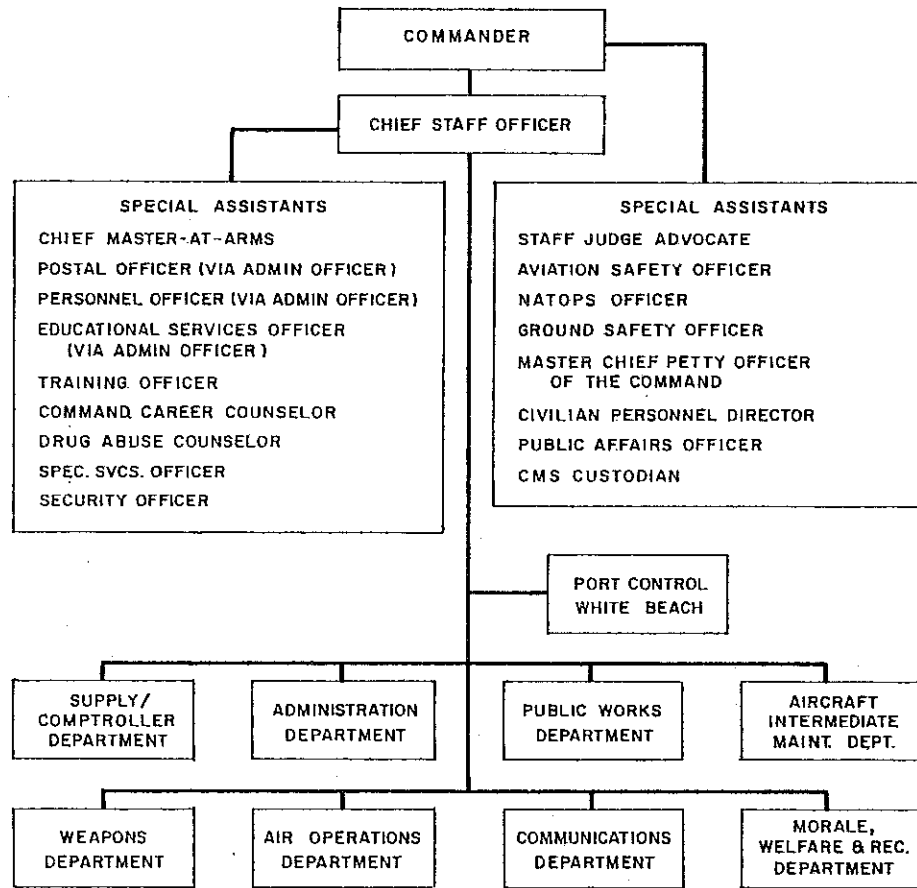 COMMANDER
CHIEF STAFF OFFICER
SPECIAL ASSISTANTS
CHIEF MASTER-AT-ARMS
POSTAL OFFICER (VIA ADMIN OFFICER)
PERSONNEL OFFICER (VIA ADMIN OFFICER)
EDUCATIONAL SERVICES OFFICER
(VIA ADMIN OFFICER)
TRAINING OFFICER
COMMAND CAREER COUNSELOR
DRUG ABUSE COUNSELOR
SPEC. SVCS. OFFICER
SECURITY OFFICER
SPECIAL ASSISTANTS
STAFF JUDGE ADVOCATE
AVIATION SAFETY OFFICER
NATOPS OFFICER
GROUND SAFETY OFFICER
MASTER CHIEF PETTY OFFICER
OF THE COMMAND
CIVILIAN PERSONNEL DIRECTOR
PUBLIC AFFAIRS OFFICER
CMS CUSTODIAN
PORT CONTROL
WHITE BEACH
SUPPLY/
COMPTROLLER
DEPARTMENT
ADMINISTRATION
DEPARTMENT
PUBLIC WORKS
DEPARTMENT
AIRCRAFT
INTERMEDIATE
MAINT. DEPT.
WEAPONS
DEPARTMENT
AIR OPERATIONS
DEPARTMENT
COMMUNICATIONS
DEPARTMENT
MORALE,
WELFARE & REC.
DEPARTMENT